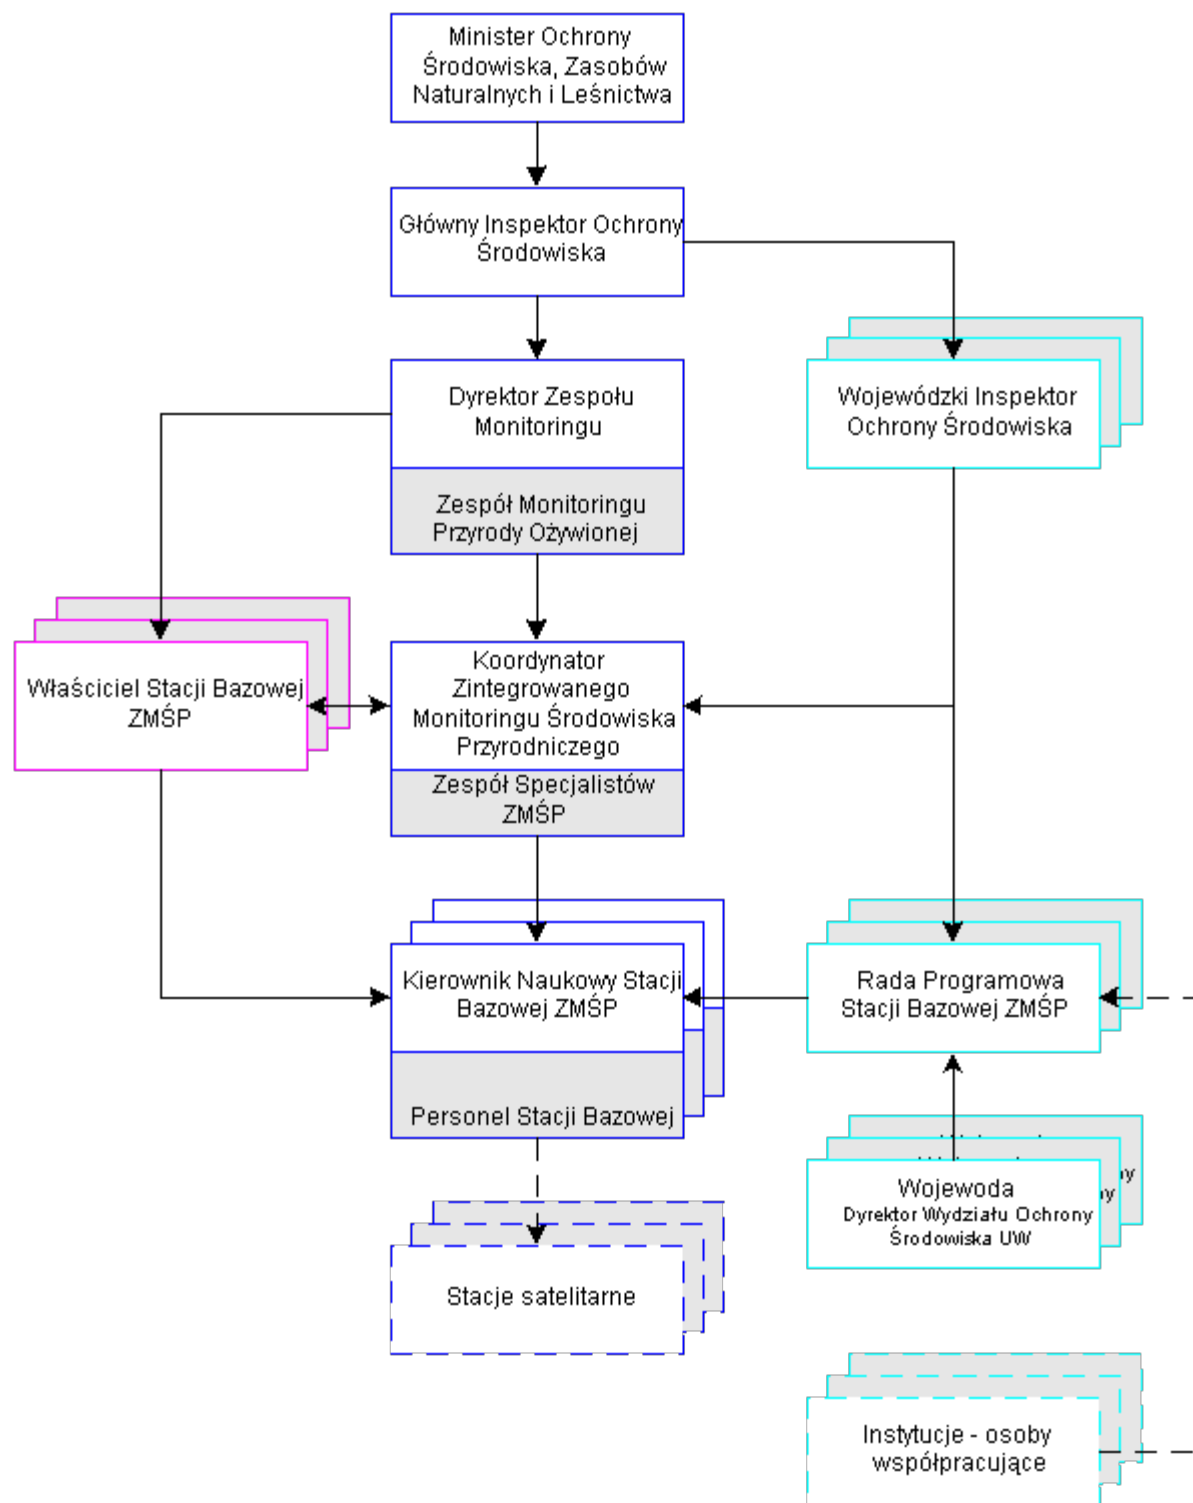 Minister Ochrony
Środowiska, Zasobów
Naturalnych i Leśnictwa
Główny Inspektor Ochrony
Środowiska
Dyrektor Zespołu
Monitoringu
Zespół Monitoringu
Przyrody Ożywionej
Wojewódzki Inspektor
Ochrony Środowiska
Właściciel Stacji Bazowej
ZMŚP
Koordynator
Zintegrowanego
Monitoringu Środowiska
Przyrodniczego
Zespół Specjalistów
ZMŚP
Kierownik Naukowy Stacji
Bazowej ZMŚP
Personel Stacji Bazowej
Rada Programowa
Stacji Bazowej ZMŚP
Wojewoda
Dyrektor Wydziału Ochrony
Środowiska UW
Stacje satelitarne
Instytucje - osoby
współpracujące